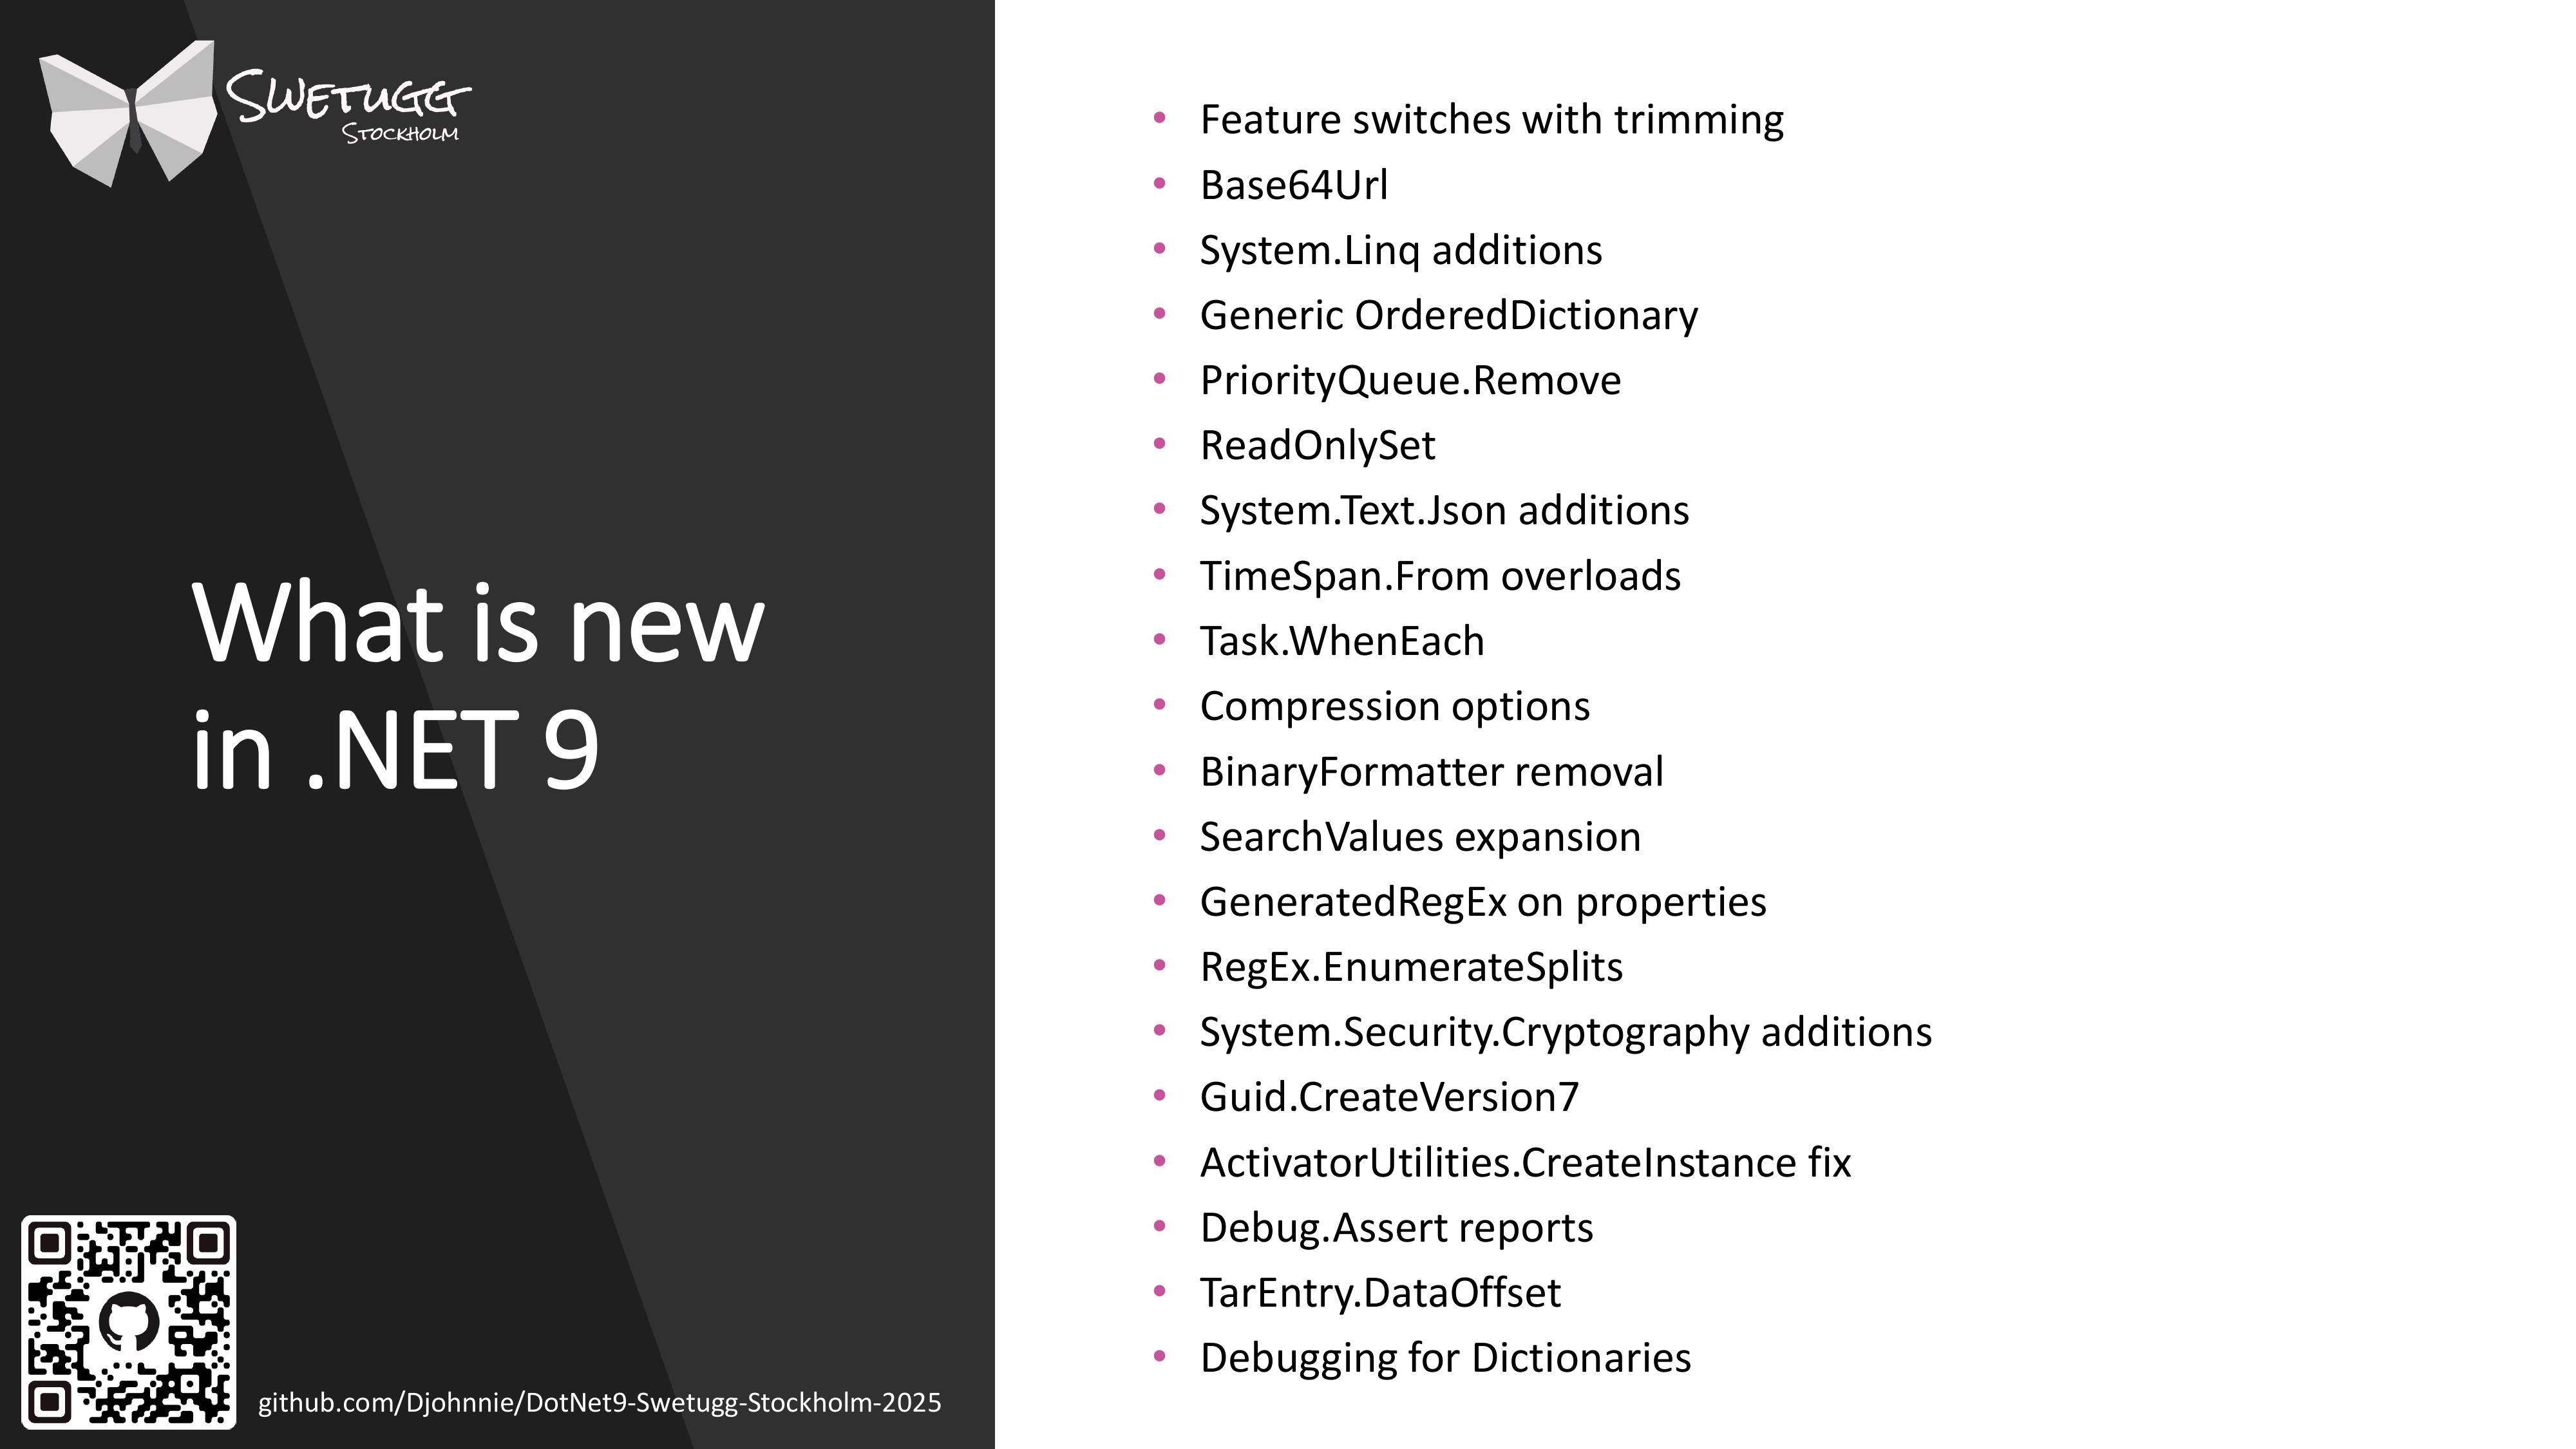 SWETUGG
STOCKHOLM
What is new
in .NET 9
github.com/Djohnnie/DotNet9-Swetugg-Stockholm-2025
• Feature switches with trimming
• Base64Url
• System.Linq additions
• Generic OrderedDictionary
• PriorityQueue.Remove
• ReadOnlySet
• System.Text.Json additions
• TimeSpan.From overloads
• Task.WhenEach
• Compression options
• BinaryFormatter removal
• SearchValues expansion
• GeneratedRegEx on properties
• RegEx.EnumerateSplits
• System.Security.Cryptography additions
• Guid.CreateVersion7
• ActivatorUtilities.CreateInstance fix
• Debug.Assert reports
• TarEntry.DataOffset
• Debugging for Dictionaries